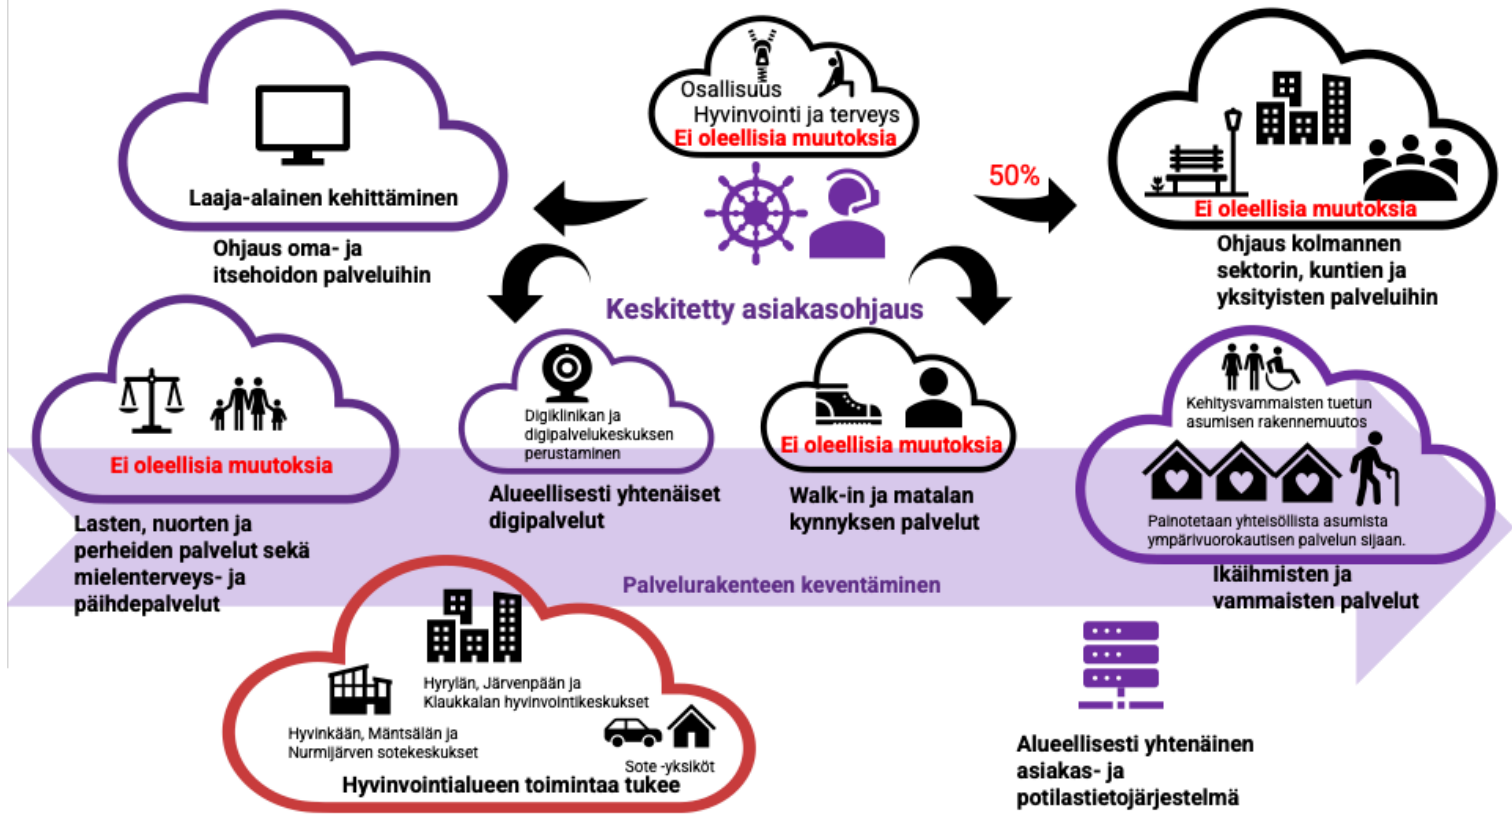 Osallisuus
Hyvinvointi ja terveys
Ei oleellisia muutoksia
Laaja-alainen kehittäminen
Ohjaus oma- ja
itsehoidon palveluihin
50%
Ei oleellisia muutoksia
Ohjaus kolmannen
sektorin, kuntien ja
yksityisten palveluihin
Keskitetty asiakasohjaus
Ei oleellisia muutoksia
Lasten, nuorten ja
perheiden palvelut sekä
mielenterveys- ja
päihdepalvelut
Digiklinikan ja
digipalvelukeskuksen
perustaminen
Alueellisesti yhtenäiset
digipalvelut
Ei oleellisia muutoksia
Walk-in ja matalan
kynnyksen palvelut
Kehitysvammaisten tuetun
asumisen rakennemuutos
Painotetaan yhteisöllista asumista
ympärivuorokautisen palvelun sijaan.
Ikäihmisten ja
vammaisten palvelut
Palvelurakenteen keventäminen
Hyrylän, Järvenpään ja
Klaukkalan hyvinvointikeskukset
Hyvinkään, Mäntsälän ja
Nurmijärven sotekeskukset
Sote -yksiköt
Hyvinvointialueen toimintaa tukee
Alueellisesti yhtenäinen
asiakas- ja
potilastietojärjestelmä